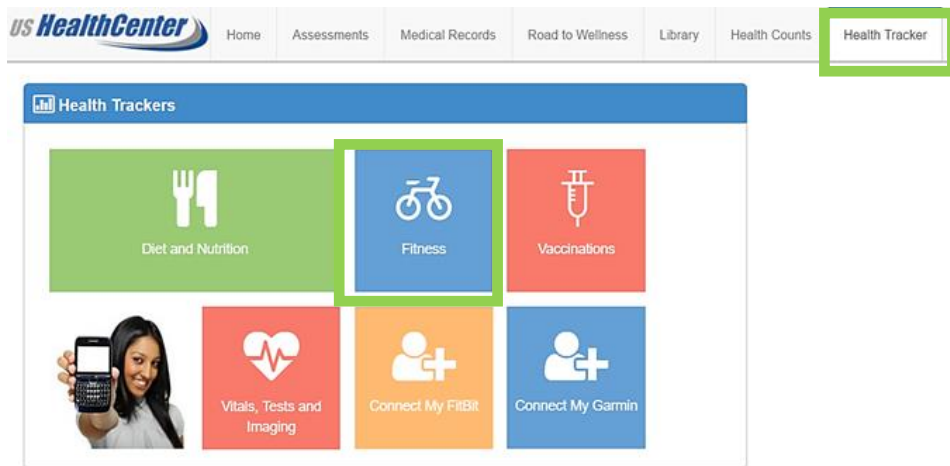 us HealthCenter
Home Assessments Medical Records Road to Wellness Library Health Counts Health Tracker
Health Trackers
Diet and Nutrition
Fitness
Vaccinations
Vitals, Tests and
Imaging
Connect My FitBit
Connect My Garmin